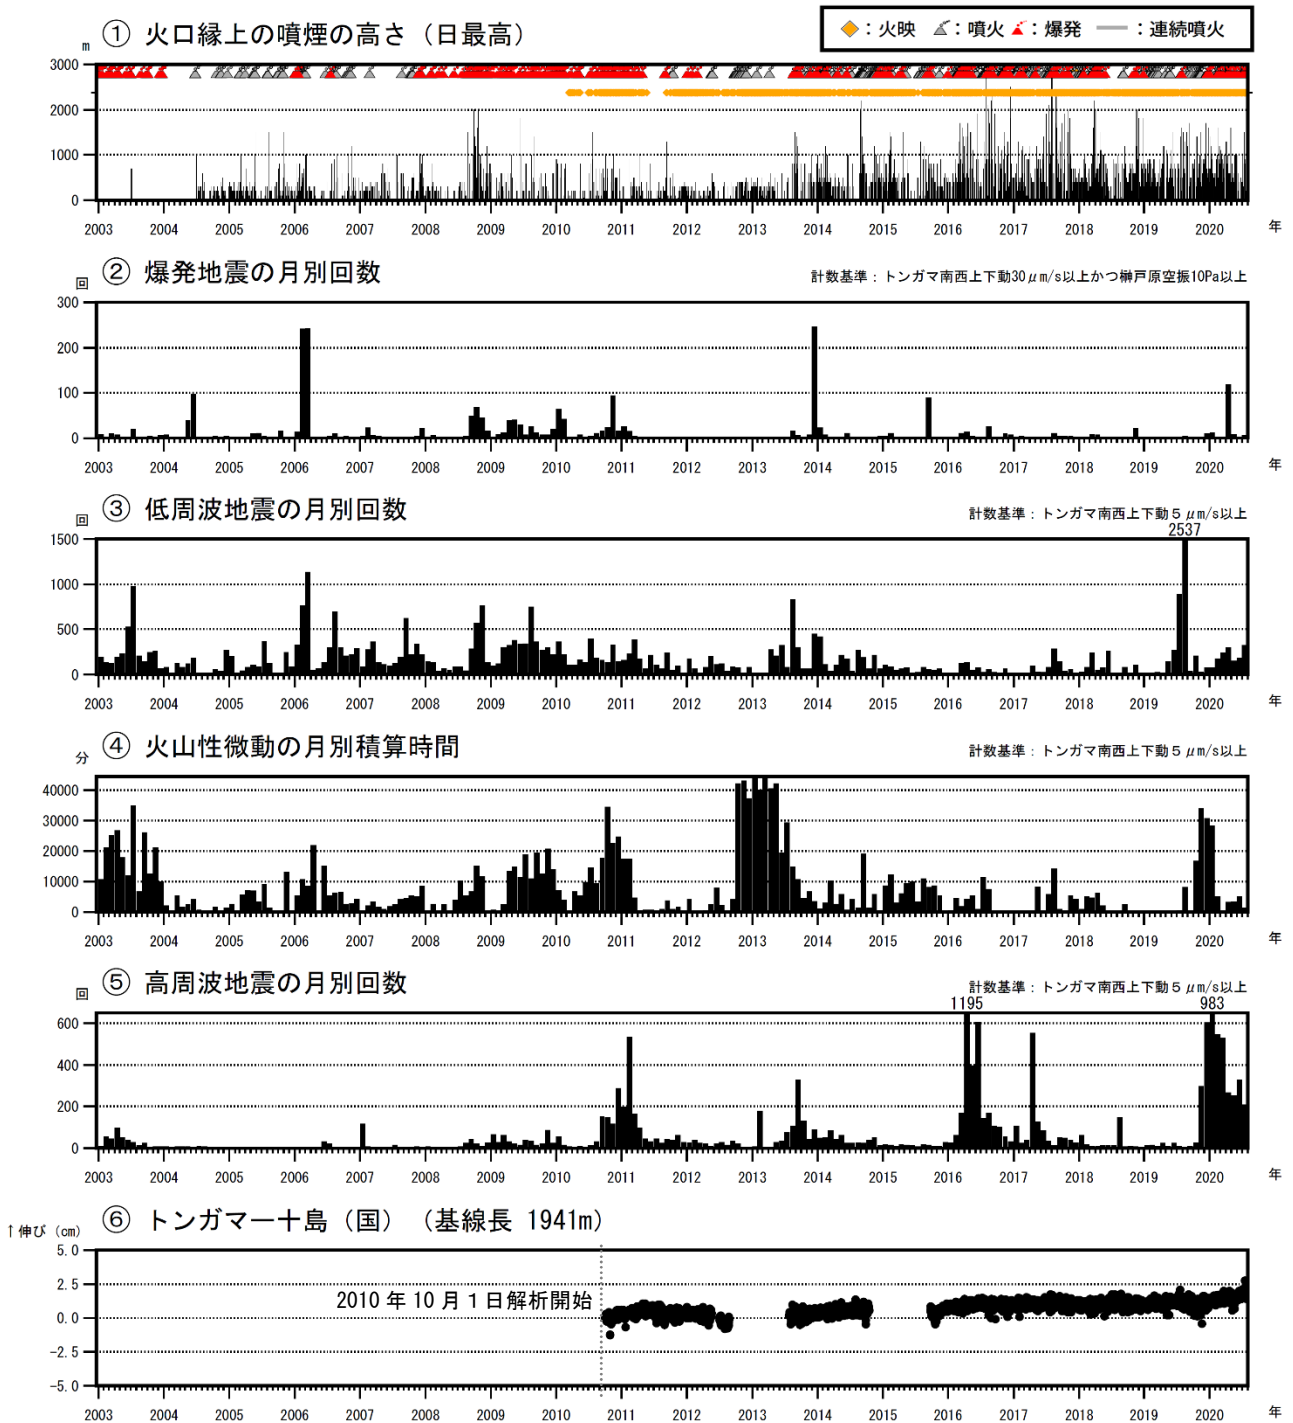 ① 火口縁上の噴煙の高さ（日最高）
◆：火映 △：噴火 ▲：爆発 ━━：連続噴火
m
3000
2000
1000
0
2003 2004 2005 2006 2007 2008 2009 2010 2011 2012 2013 2014 2015 2016 2017 2018 2019 2020 年
② 爆発地震の月別回数
計数基準：トンガマ南西上下動30μm/s以上かつ榊戸原空振10Pa以上
回
300
200
100
0
2003 2004 2005 2006 2007 2008 2009 2010 2011 2012 2013 2014 2015 2016 2017 2018 2019 2020 年
③ 低周波地震の月別回数
計数基準：トンガマ南西上下動５μm/s以上
回
2537
1500
1000
500
0
2003 2004 2005 2006 2007 2008 2009 2010 2011 2012 2013 2014 2015 2016 2017 2018 2019 2020 年
④ 火山性微動の月別積算時間
計数基準：トンガマ南西上下動５μm/s以上
分
40000
30000
20000
10000
0
2003 2004 2005 2006 2007 2008 2009 2010 2011 2012 2013 2014 2015 2016 2017 2018 2019 2020 年
⑤ 高周波地震の月別回数
計数基準：トンガマ南西上下動５μm/s以上
回
1195 983
600
400
200
0
2003 2004 2005 2006 2007 2008 2009 2010 2011 2012 2013 2014 2015 2016 2017 2018 2019 2020 年
⑥ トンガマー十島（国）（基線長 1941m）
↑伸び（cm）
5.0
2.5
0.0
-2.5
-5.0
2010年10月１日解析開始
2003 2004 2005 2006 2007 2008 2009 2010 2011 2012 2013 2014 2015 2016 2017 2018 2019 2020 年